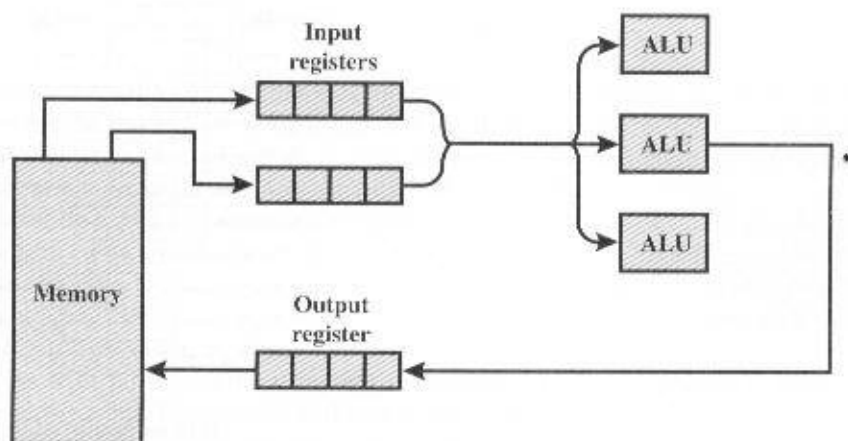 Input
registers
ALU
ALU
ALU
Memory
Output
register